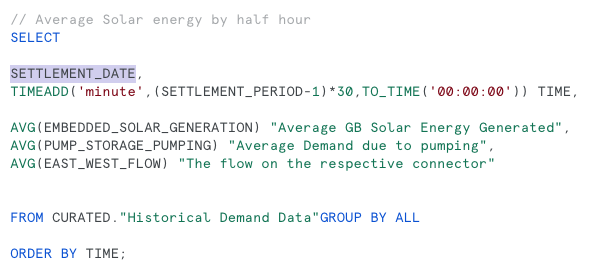 // Average Solar energy by half hour
SELECT
SETTLEMENT_DATE,
TIMEADD('minute',(SETTLEMENT_PERIOD-1)*30,TO_TIME('00:00:00')) TIME,
AVG(EMBEDDED_SOLAR_GENERATION) "Average GB Solar Energy Generated",
AVG(PUMP_STORAGE_PUMPING) "Average Demand due to pumping",
AVG(EAST_WEST_FLOW) "The flow on the respective connector"
FROM CURATED."Historical Demand Data"GROUP BY ALL
ORDER BY TIME;